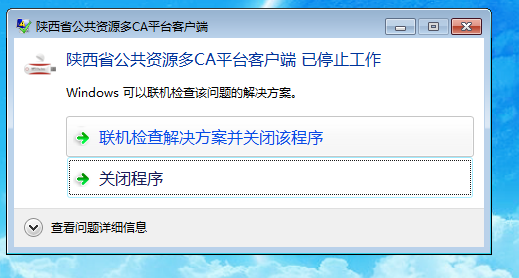 陕西省公共资源多CA平台客户端
陕西省公共资源多CA平台客户端 已停止工作
Windows 可以联机检查该问题的解决方案。
联机检查解决方案并关闭该程序
关闭程序
查看问题详细信息